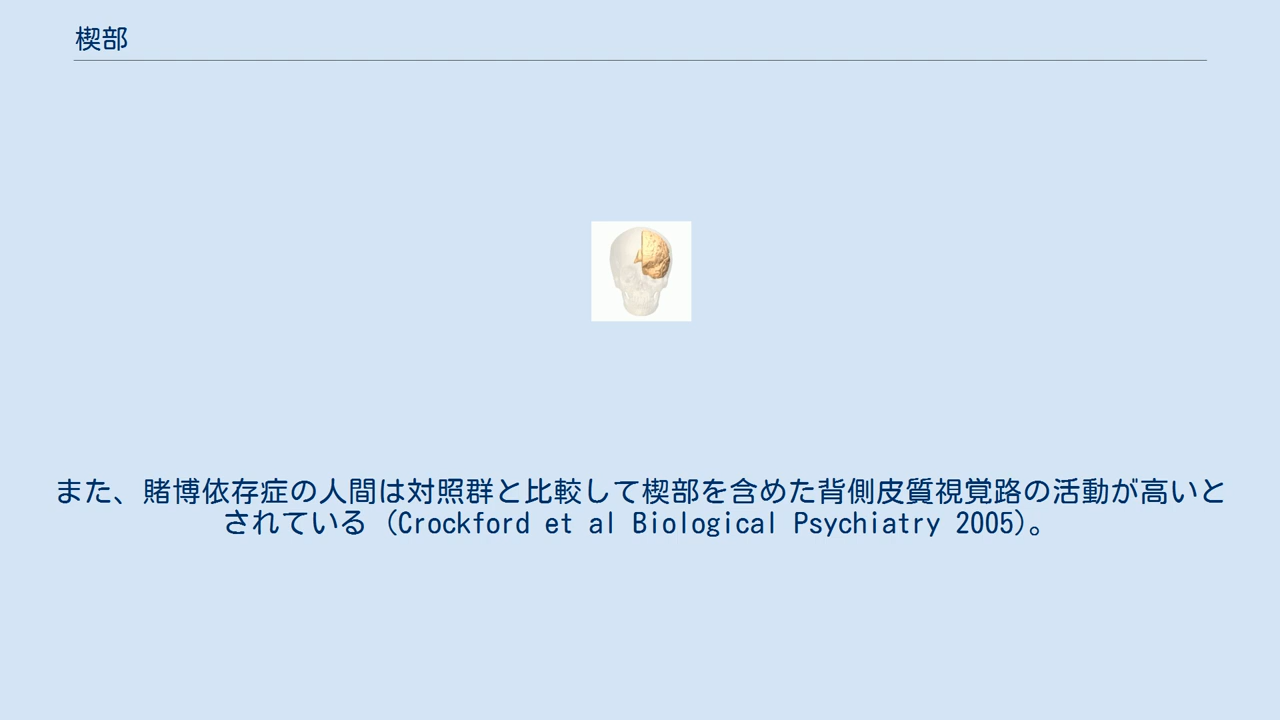 楔部
また、賭博依存症の人間は対照群と比較して楔部を含めた背側皮質視覚路の活動が高いと
されている (Crockford et al Biological Psychiatry 2005)。